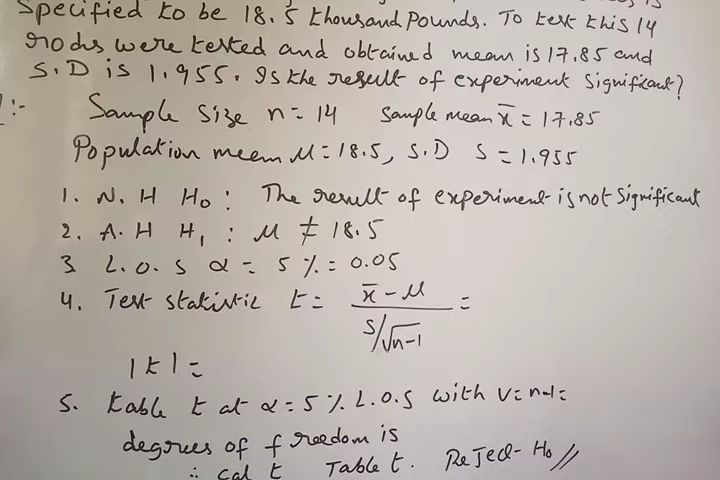 Specified to be 18.5 thousand pounds. To test this 14
rods were tested and obtained mean is 17.85 and
S.D is 1.955. Is the result of experiment significant?
:- Sample size n = 14 Sample mean x̄ = 17.85
Population mean μ = 18.5, S.D S = 1.955
1. N.H H₀ : The result of experiment is not significant
2. A.H H₁ : μ ≠ 18.5
3 L.O.S α = 5 % = 0.05
4. Test statistic t = (x̄ - μ) / (s/√(n-1)) =
|t| =
5. table t at α = 5 % L.O.S with ν = n-1 =
degrees of freedom is
∴ cal t Table t. Reject H₀ //